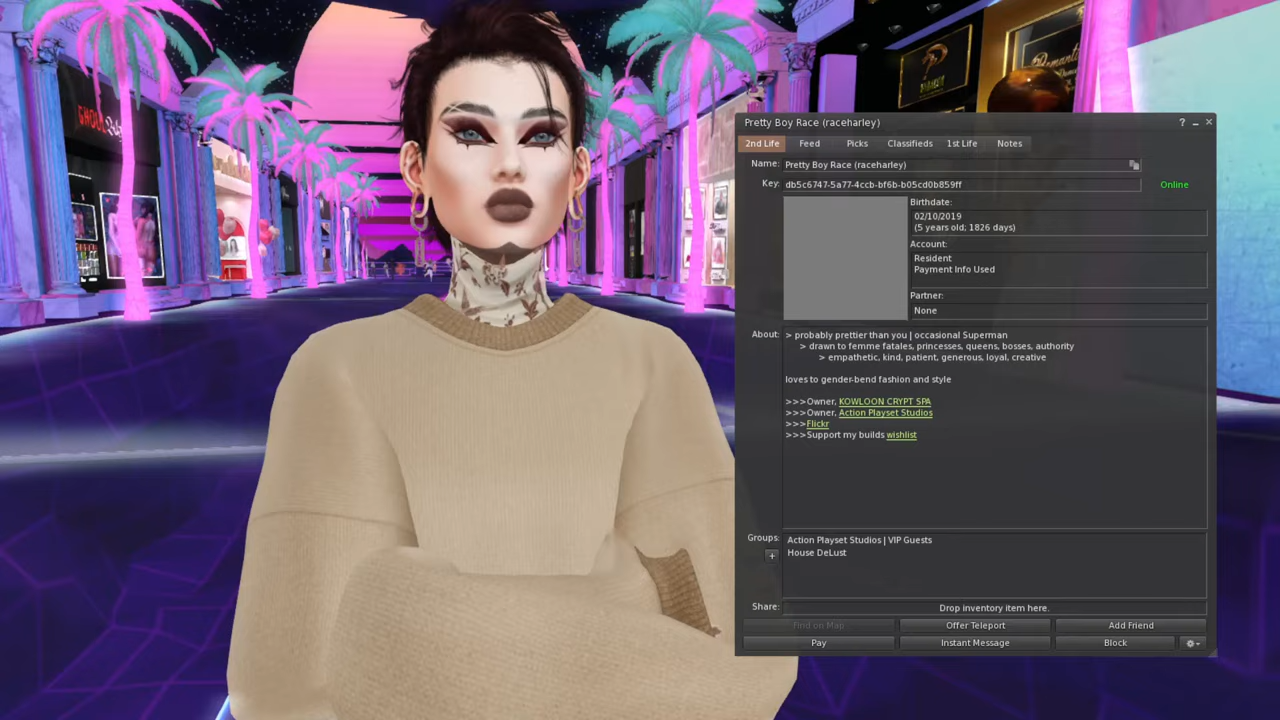 GHOUL
Romantic
Pretty Boy Race (raceharley)
?
2nd Life Feed Picks Classifieds 1st Life Notes
Name: Pretty Boy Race (raceharley)
Key: db5c6747-5a77-4ccb-bf6b-b05cd0b859ff Online
Birthdate:
02/10/2019
(5 years old; 1826 days)
Account:
Resident
Payment Info Used
Partner:
None
About: > probably prettier than you | occasional Superman
> drawn to femme fatales, princesses, queens, bosses, authority
> empathetic, kind, patient, generous, loyal, creative
loves to gender-bend fashion and style
>>>Owner, KOWLOON CRYPT SPA
>>>Owner, Action Playset Studios
>>>Flickr
>>>Support my builds wishlist
Groups: Action Playset Studios | VIP Guests
+ House DeLust
Share: Drop inventory item here.
Find on Map Offer Teleport Add Friend
Pay Instant Message Block